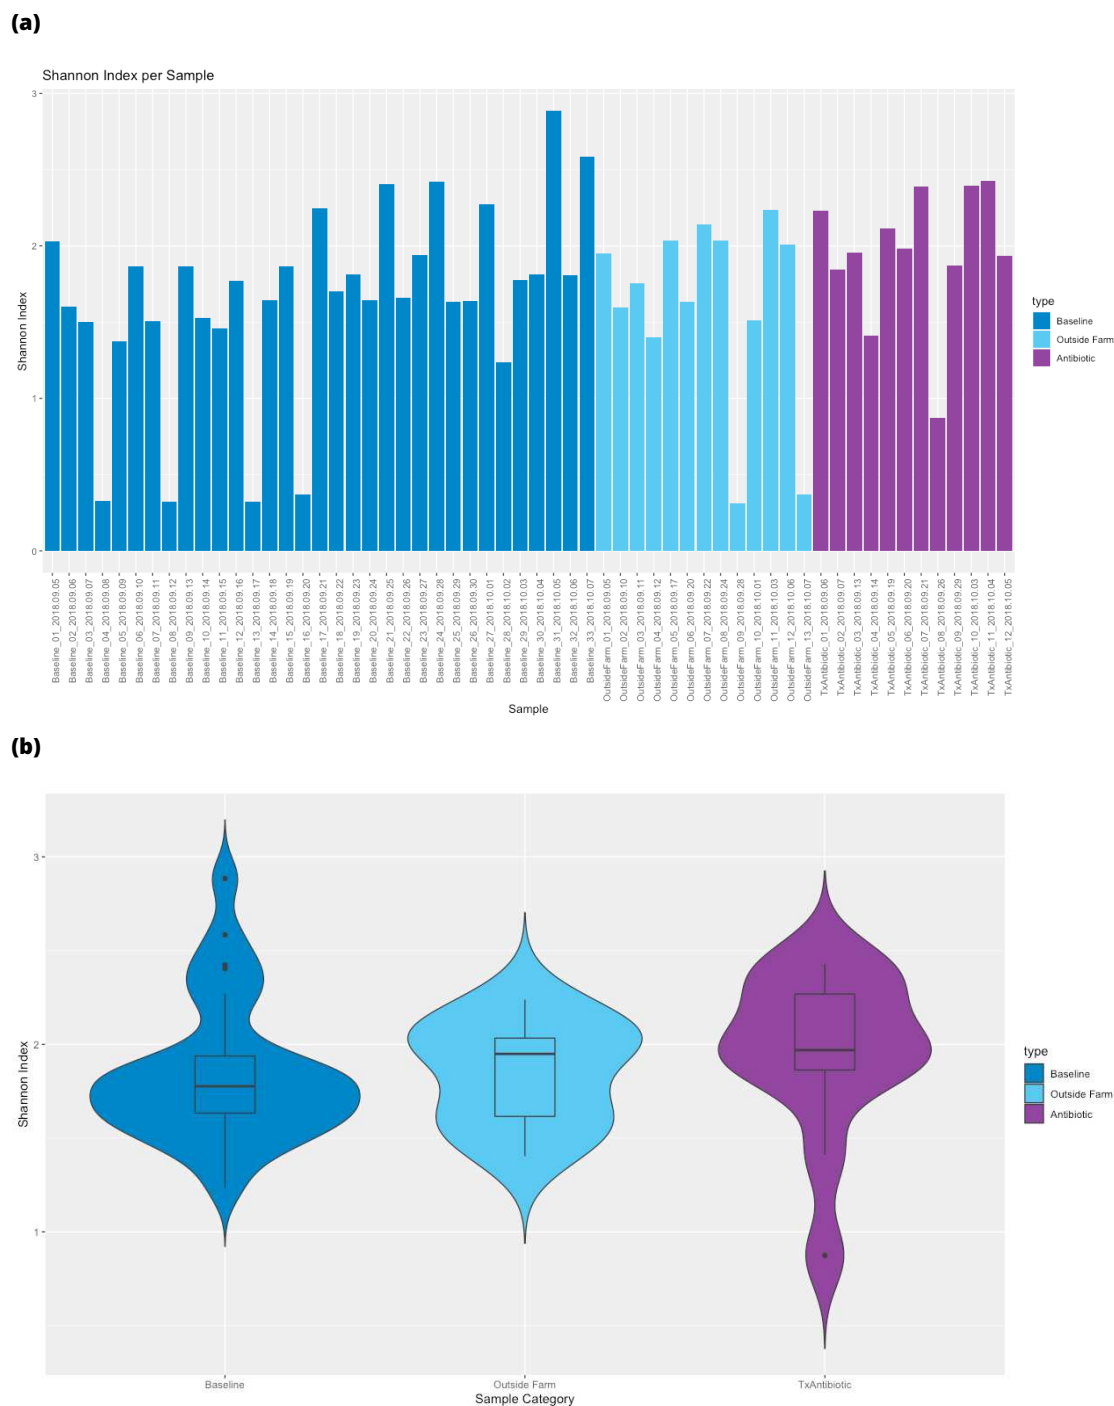 (a)
Shannon Index per Sample
3
2
1
0
Shannon Index
type
Baseline
Outside Farm
Antibiotic
Baseline_01_2018.09.05
Baseline_02_2018.09.06
Baseline_03_2018.09.07
Baseline_04_2018.09.08
Baseline_05_2018.09.09
Baseline_06_2018.09.10
Baseline_07_2018.09.11
Baseline_08_2018.09.12
Baseline_09_2018.09.13
Baseline_10_2018.09.14
Baseline_11_2018.09.15
Baseline_12_2018.09.16
Baseline_13_2018.09.17
Baseline_14_2018.09.18
Baseline_15_2018.09.19
Baseline_16_2018.09.20
Baseline_17_2018.09.21
Baseline_18_2018.09.22
Baseline_19_2018.09.23
Baseline_20_2018.09.24
Baseline_21_2018.09.25
Baseline_22_2018.09.26
Baseline_23_2018.09.27
Baseline_24_2018.09.28
Baseline_25_2018.09.29
Baseline_26_2018.09.30
Baseline_27_2018.10.01
Baseline_28_2018.10.02
Baseline_29_2018.10.03
Baseline_30_2018.10.04
Baseline_31_2018.10.05
Baseline_32_2018.10.06
Baseline_33_2018.10.07
OutsideFarm_01_2018.09.05
OutsideFarm_02_2018.09.10
OutsideFarm_03_2018.09.11
OutsideFarm_04_2018.09.12
OutsideFarm_05_2018.09.17
OutsideFarm_06_2018.09.20
OutsideFarm_07_2018.09.22
OutsideFarm_08_2018.09.24
OutsideFarm_09_2018.09.28
OutsideFarm_10_2018.10.01
OutsideFarm_11_2018.10.03
OutsideFarm_12_2018.10.06
OutsideFarm_13_2018.10.07
TxAntibiotic_01_2018.09.06
TxAntibiotic_02_2018.09.07
TxAntibiotic_03_2018.09.13
TxAntibiotic_04_2018.09.14
TxAntibiotic_05_2018.09.19
TxAntibiotic_06_2018.09.20
TxAntibiotic_07_2018.09.21
TxAntibiotic_08_2018.09.26
TxAntibiotic_09_2018.09.29
TxAntibiotic_10_2018.10.03
TxAntibiotic_11_2018.10.04
TxAntibiotic_12_2018.10.05
Sample
(b)
3
2
1
Shannon Index
type
Baseline
Outside Farm
Antibiotic
Baseline
Outside Farm
TxAntibiotic
Sample Category